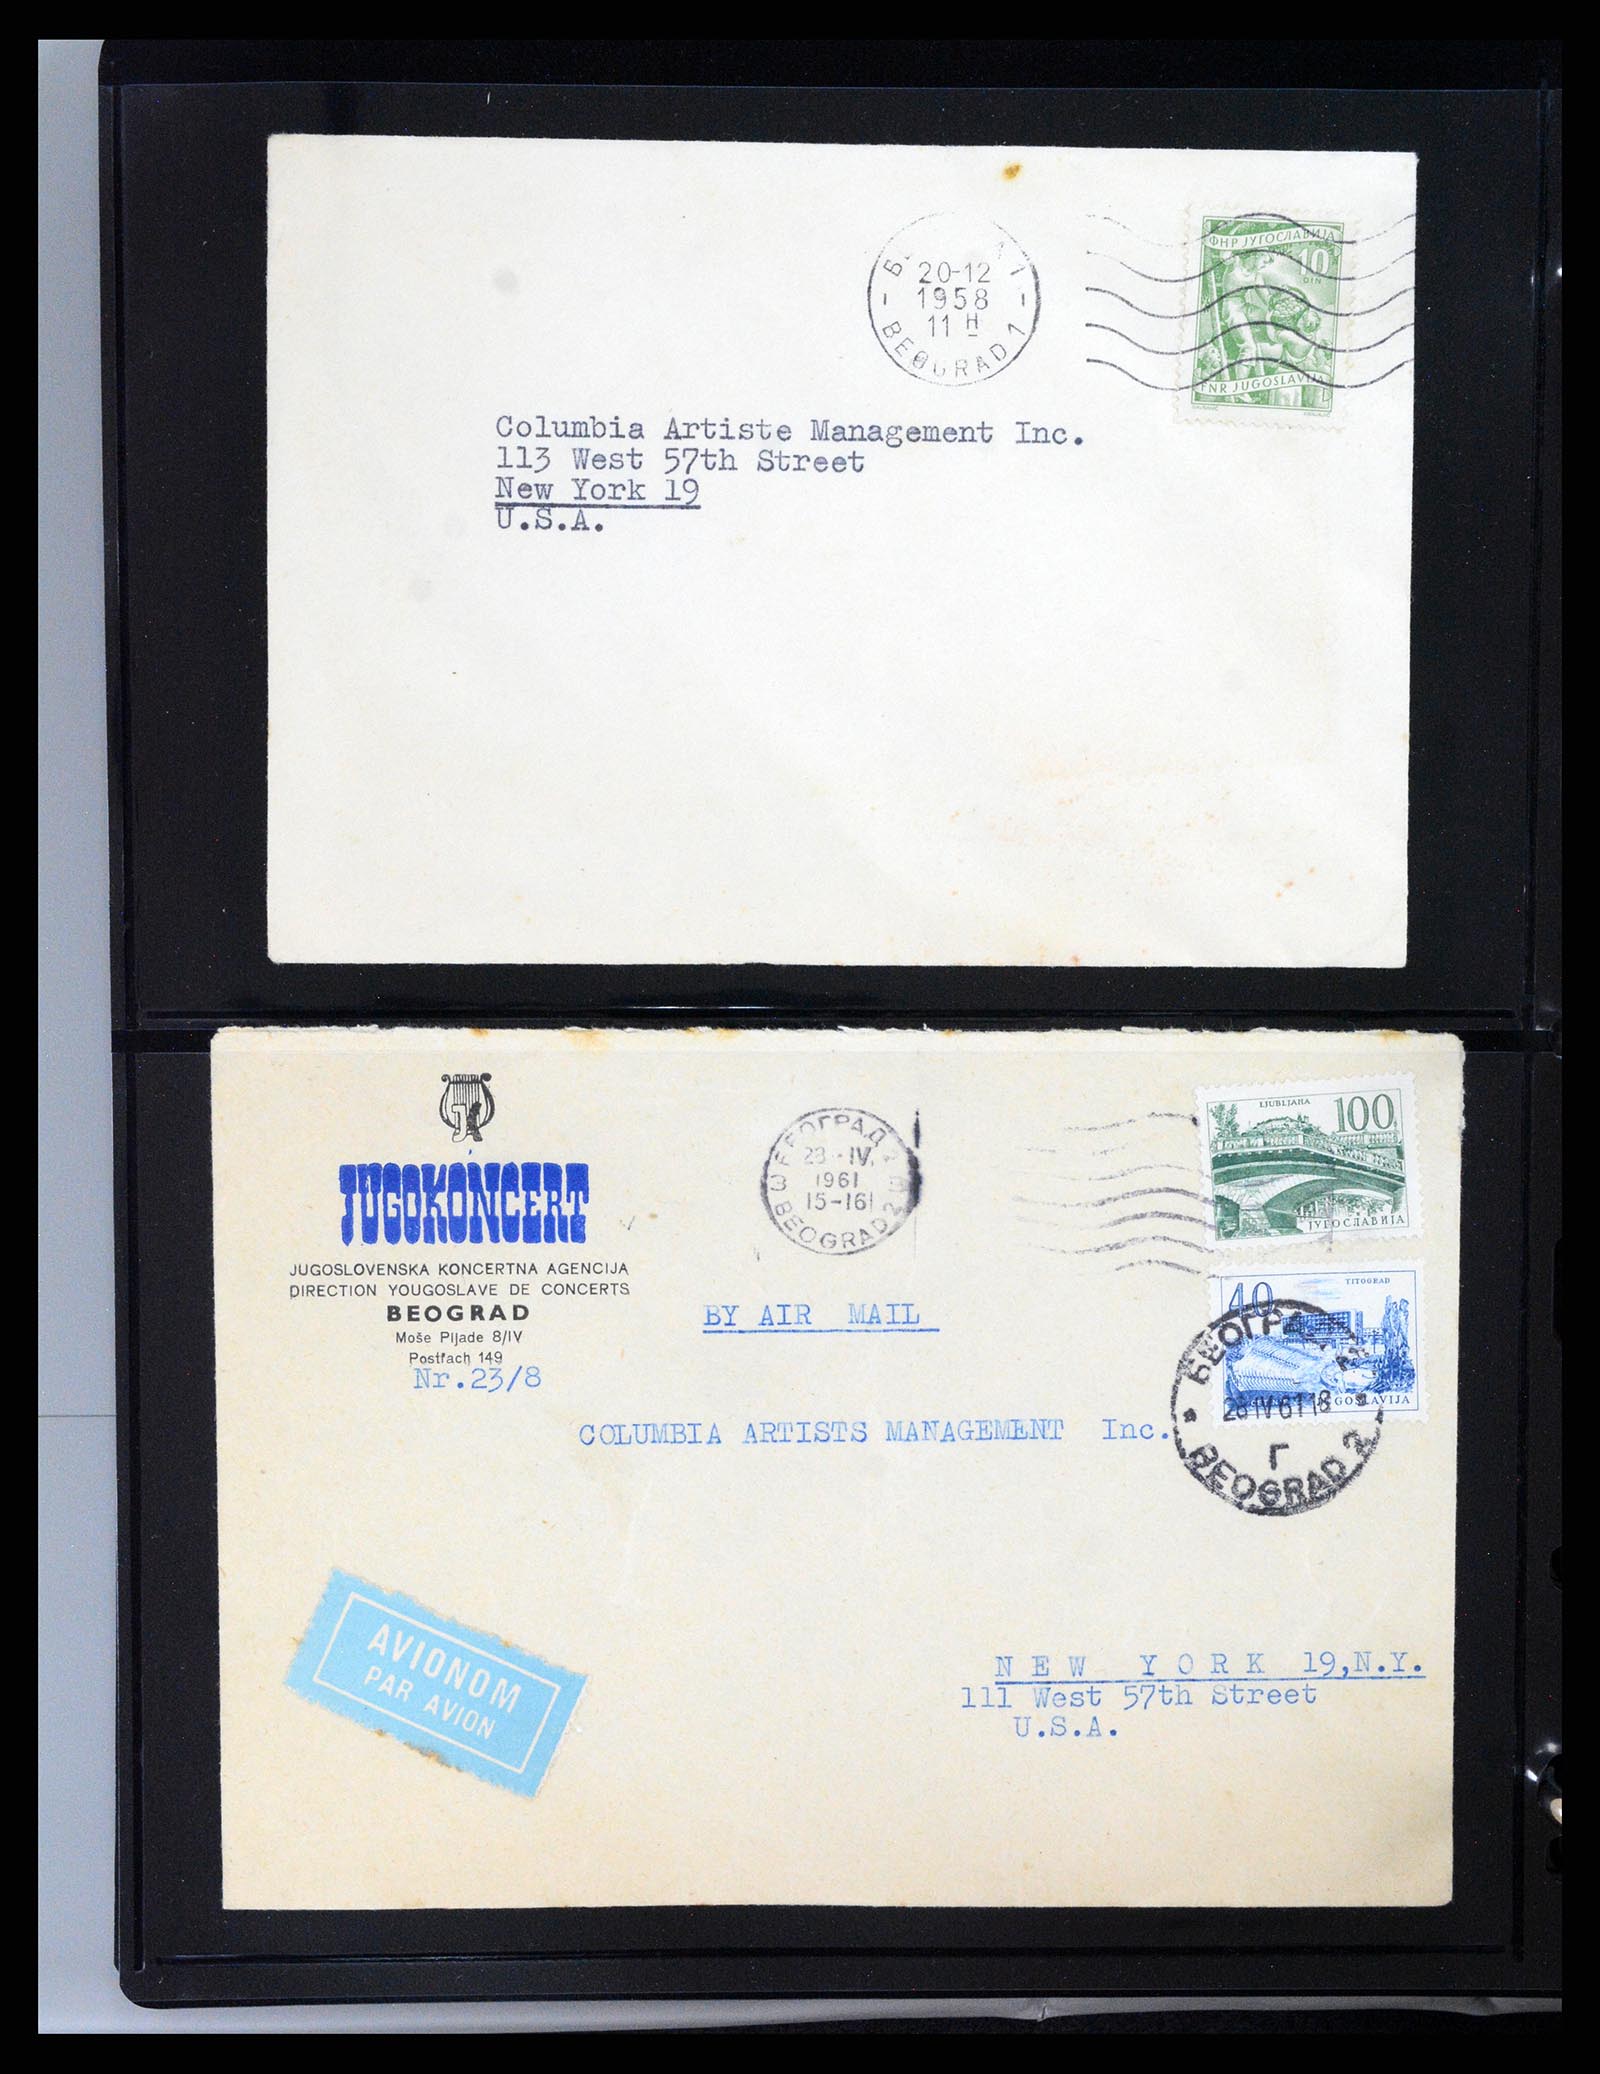 20-12
1958
11 H
BEOGRAD 1
ФНР ЈУГОСЛАВИЈА
10
DIN
FNR JUGOSLAVIJA
Columbia Artiste Management Inc.
113 West 57th Street
New York 19
U.S.A.
JUGOKONCERT
JUGOSLOVENSKA KONCERTNA AGENCIJA
DIRECTION YOUGOSLAVE DE CONCERTS
BEOGRAD
Moše Pijade 8/IV
Postfach 149
Nr.23/8
БЕОГРАД 2
28-IV.
1961
15-16
BEOGRAD 2
LJUBLJANA
100
ЈУГОСЛАВИЈА
BY AIR MAIL
TITOGRAD
40
JUGOSLAVIJA
БЕОГРАД
28 IV 61 18
Г
BEOGRAD 2
COLUMBIA ARTISTS MANAGEMENT Inc.
AVIONOM
PAR AVION
NEW YORK 19,N.Y.
111 West 57th Street
U.S.A.